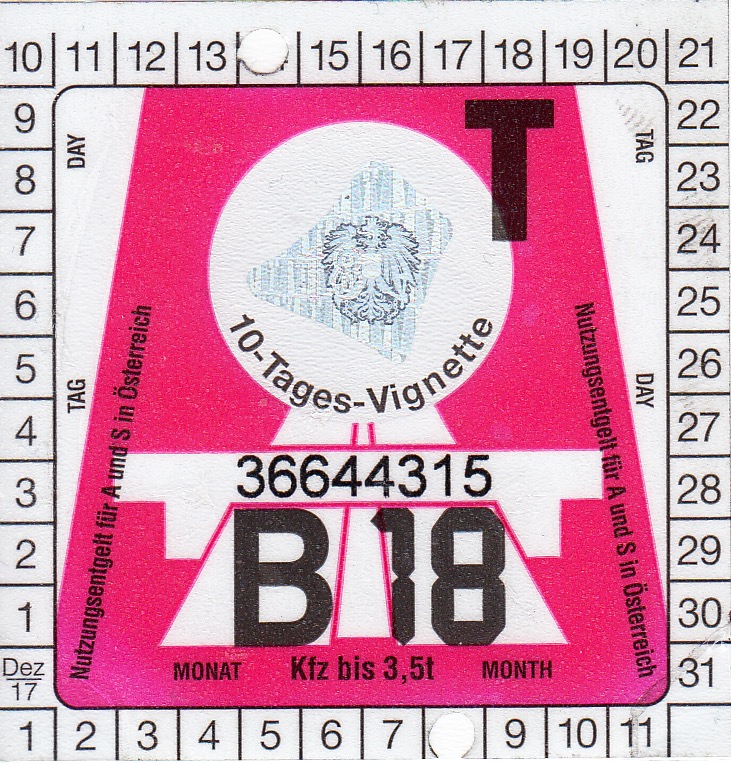 10 11 12 13 15 16 17 18 19 20 21
9 22
8 23
7 24
6 25
5 26
4 27
3 28
2 29
1 30
Dez 17 31
1 2 3 4 5 6 7 9 10 11
DAY
TAG
TAG
DAY
T
10-Tages-Vignette
Nutzungsentgelt für A und S in Österreich
Nutzungsentgelt für A und S in Österreich
36644315
B 18
MONAT Kfz bis 3,5t MONTH